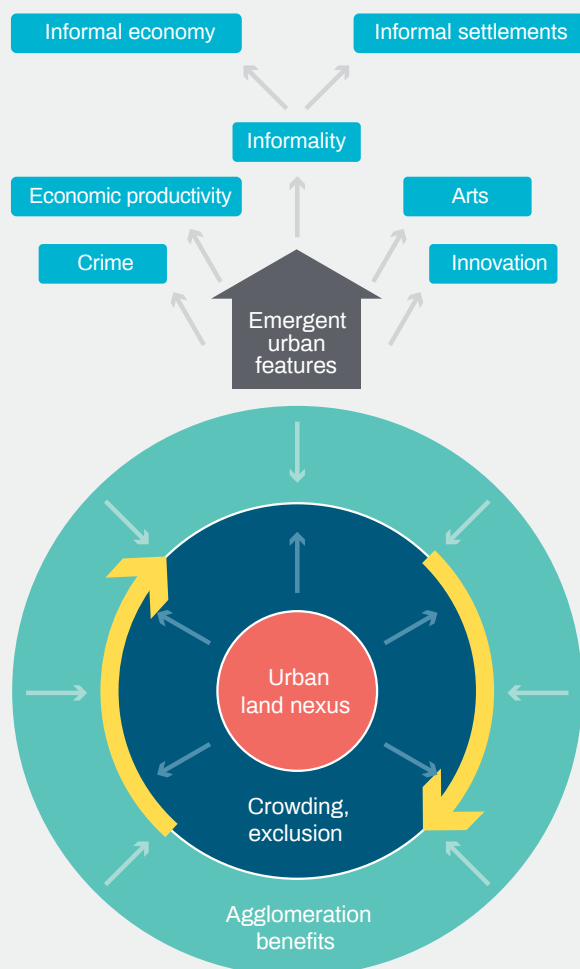 Informal economy
Informal settlements
Informality
Economic productivity
Arts
Crime
Innovation
Emergent
urban
features
Urban
land nexus
Crowding,
exclusion
Agglomeration
benefits